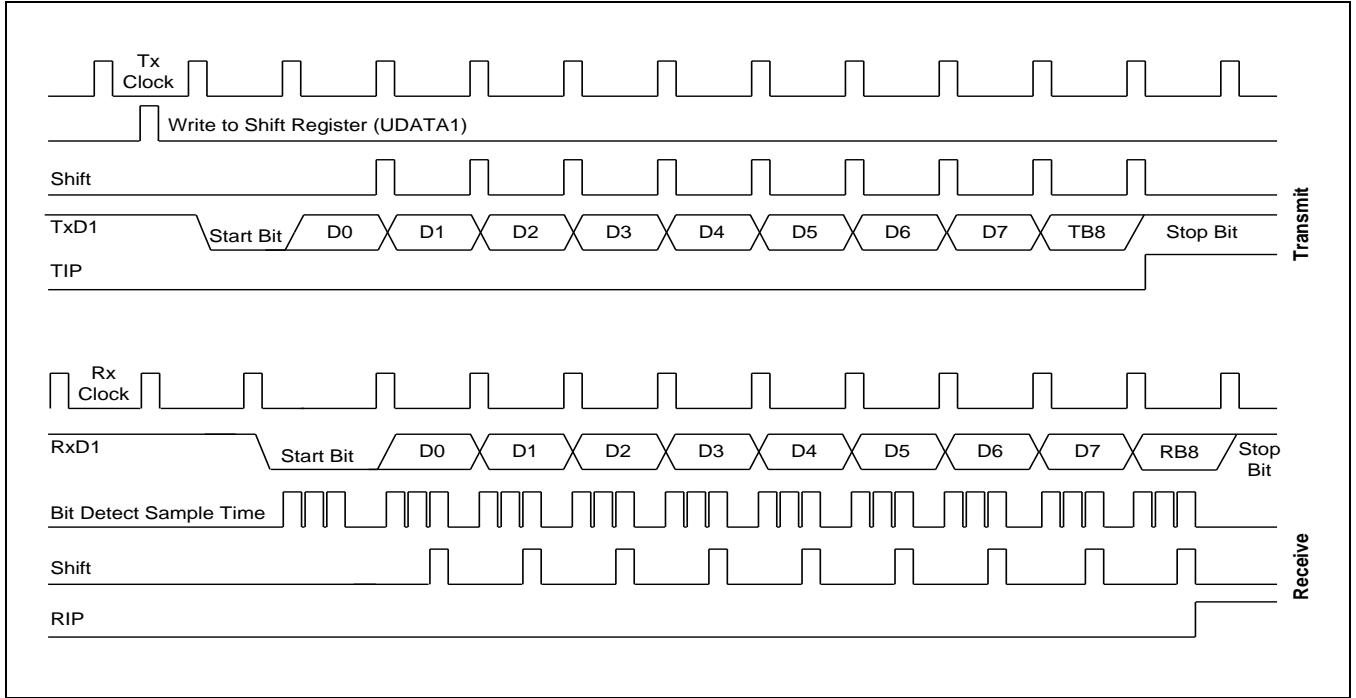 Tx
Clock
Write to Shift Register (UDATA1)
Shift
TxD1
Start Bit D0 D1 D2 D3 D4 D5 D6 D7 TB8 Stop Bit
TIP
Transmit
Rx
Clock
RxD1
Start Bit D0 D1 D2 D3 D4 D5 D6 D7 RB8 Stop
Bit
Bit Detect Sample Time
Shift
RIP
Receive